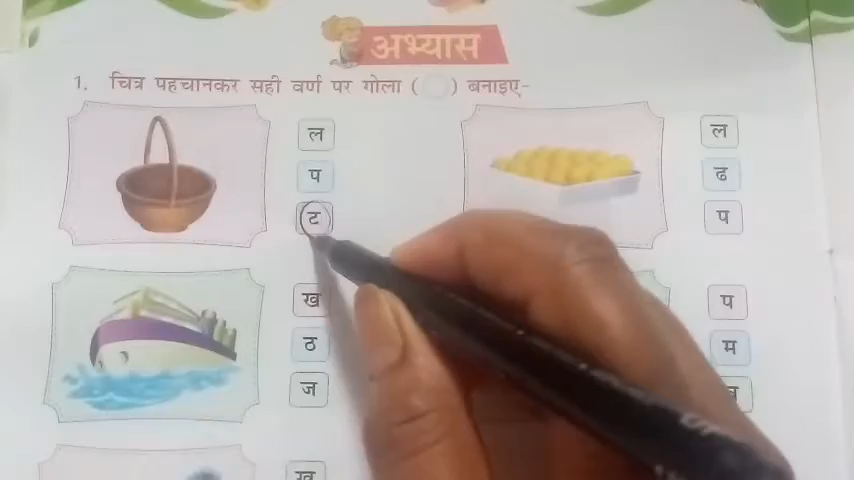 अभ्यास
1. चित्र पहचानकर सही वर्ण पर गोला ( ) बनाइए-
ल
प
ट
ल
ढ
प
ख
ठ
ज
प
म